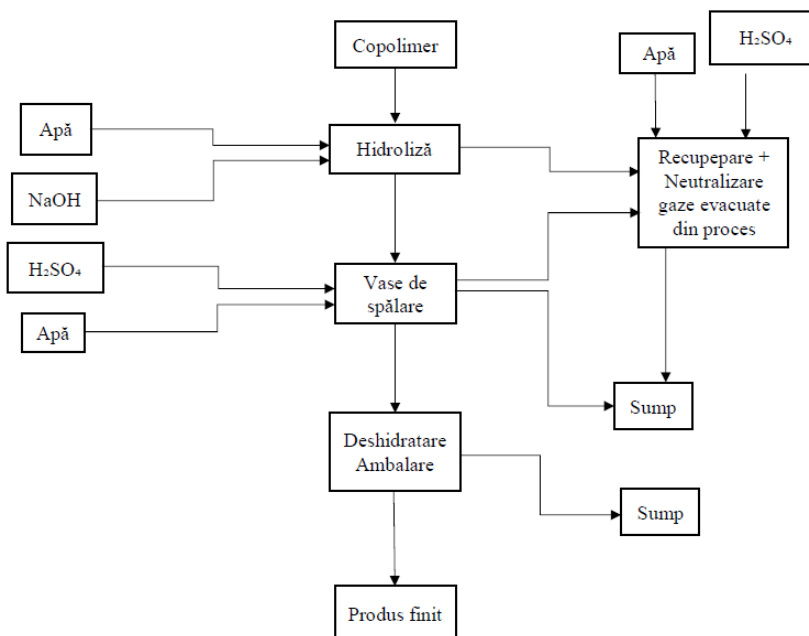 Copolimer
Apă
H₂SO₄
Apă
Hidroliză
NaOH
Recupepare +
Neutralizare
gaze evacuate
din proces
H₂SO₄
Apă
Vase de
spălare
Sump
Deshidratare
Ambalare
Sump
Produs finit